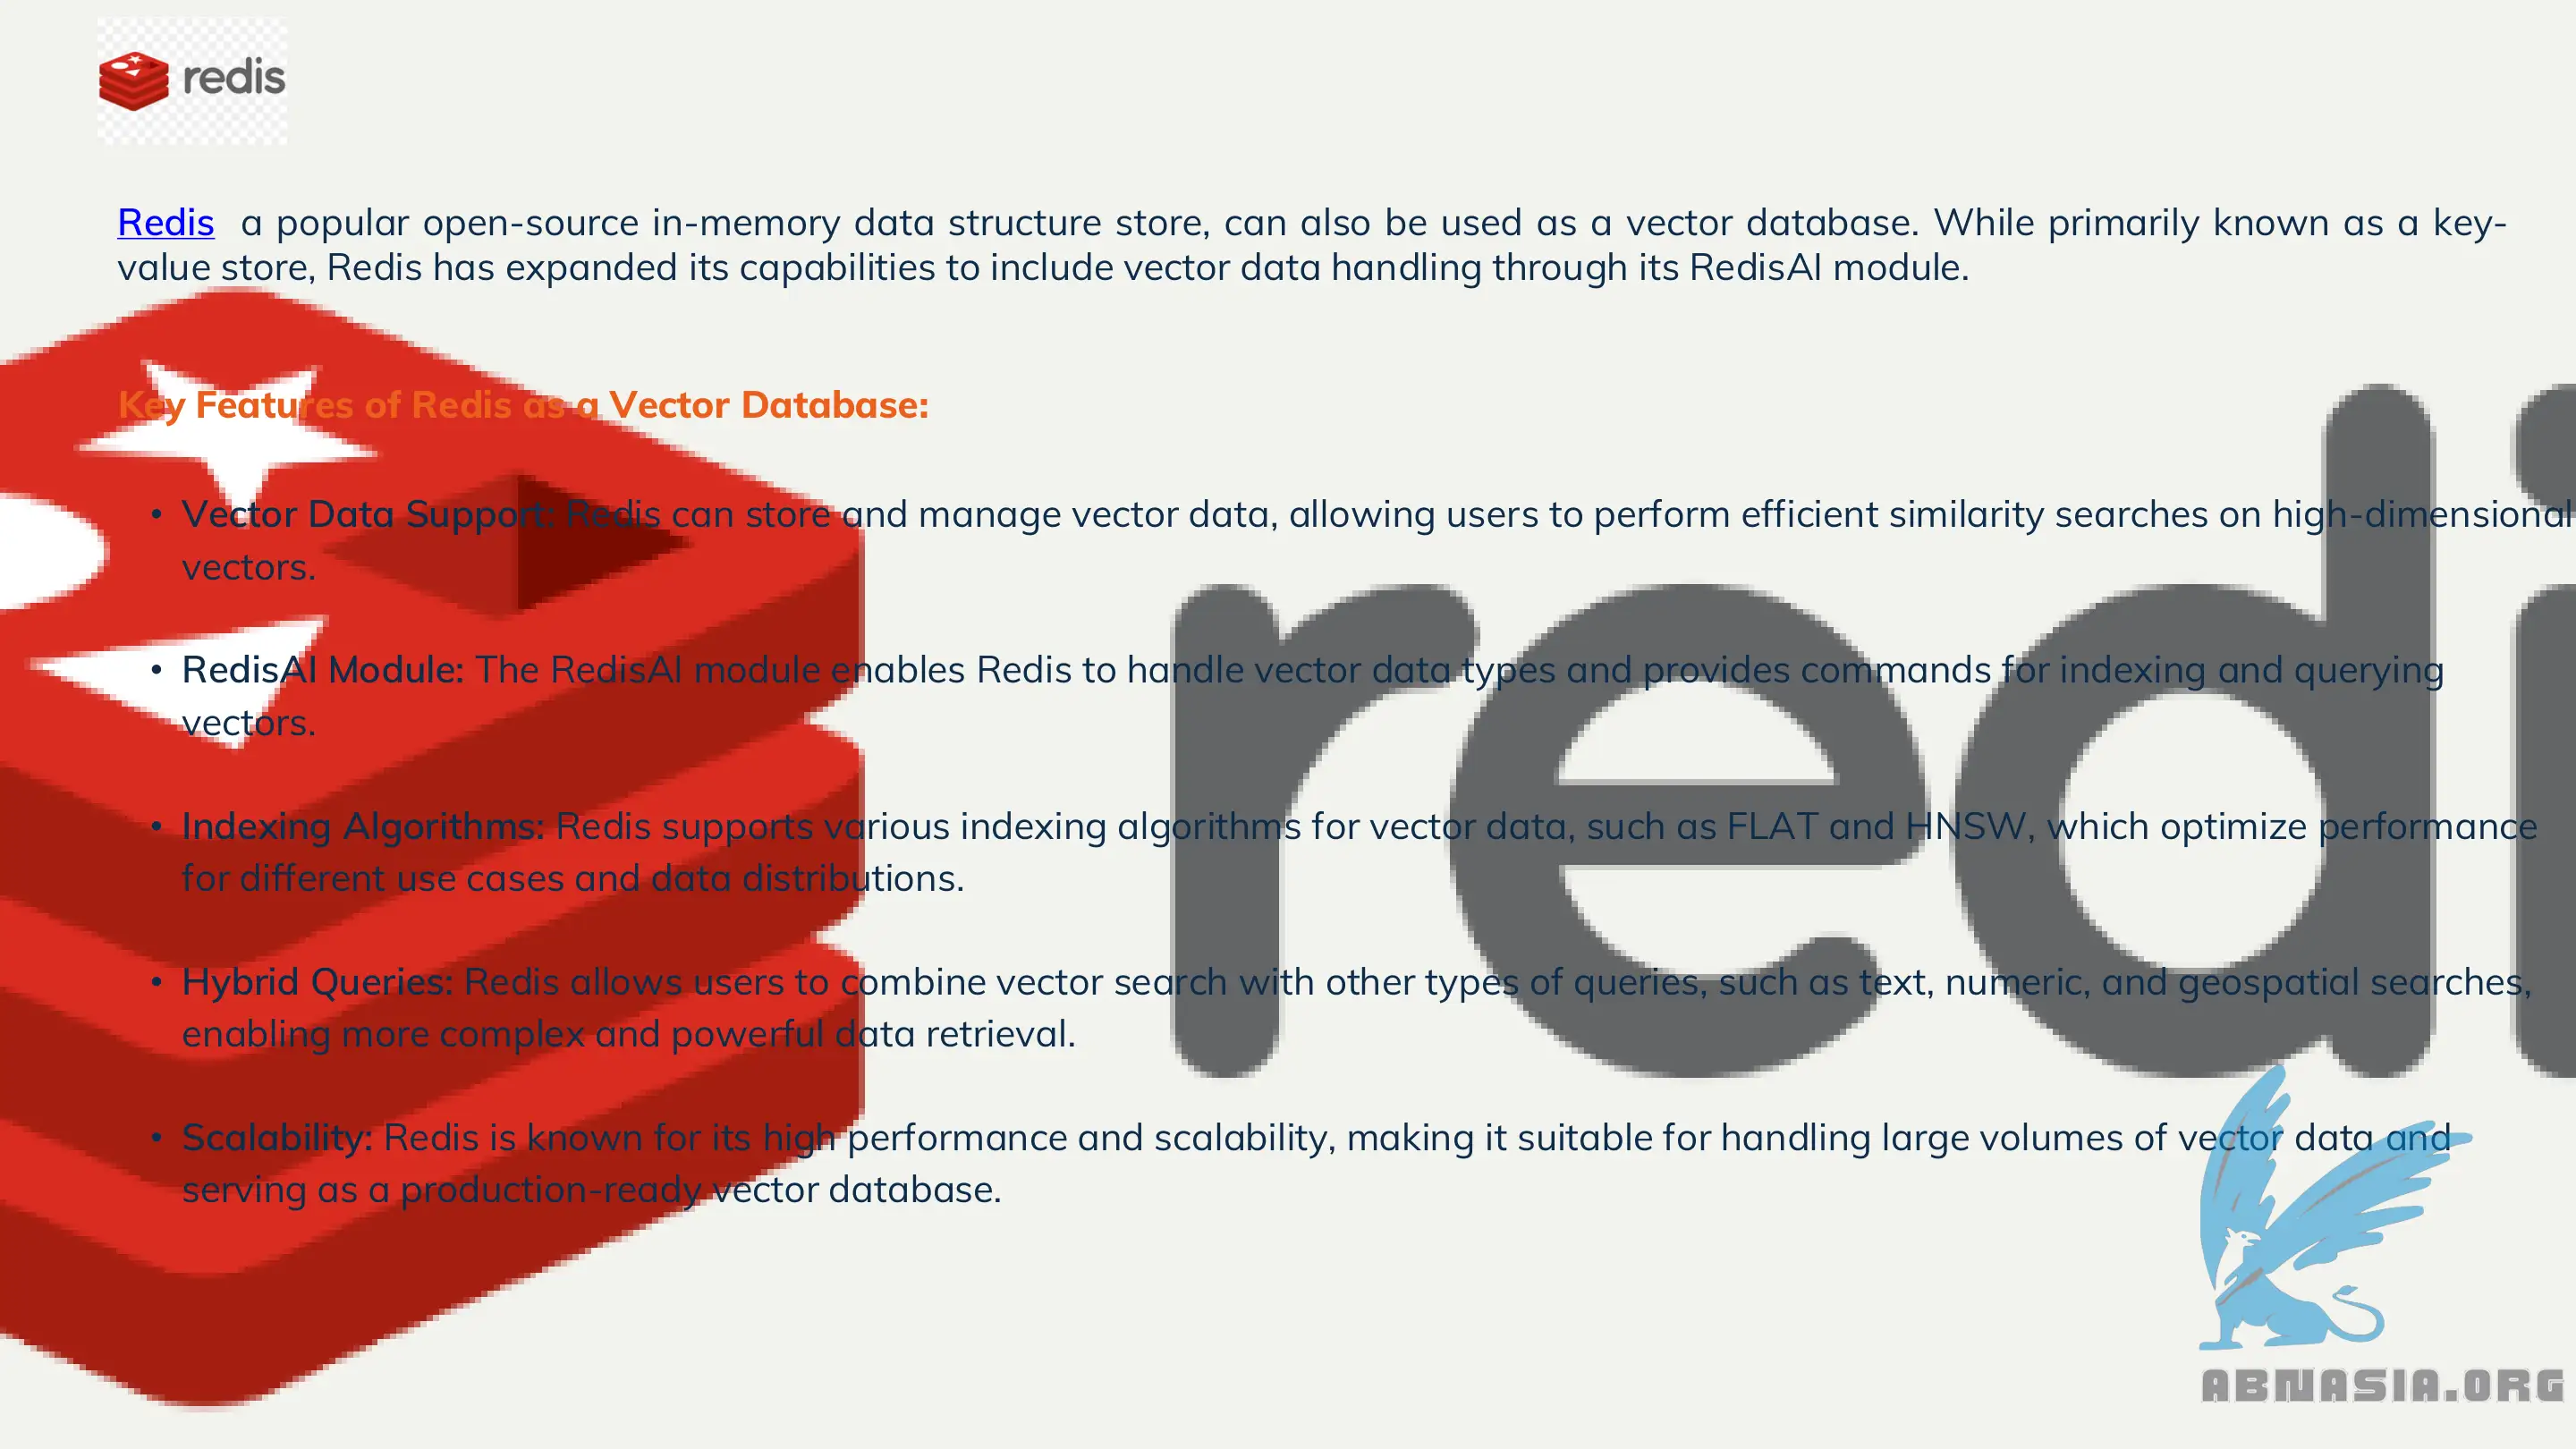 redis
Redis a popular open-source in-memory data structure store, can also be used as a vector database. While primarily known as a key-
value store, Redis has expanded its capabilities to include vector data handling through its RedisAI module.
Key Features of Redis as a Vector Database:
• Vector Data Support: Redis can store and manage vector data, allowing users to perform efficient similarity searches on high-dimensional
vectors.
• RedisAI Module: The RedisAI module enables Redis to handle vector data types and provides commands for indexing and querying
vectors.
• Indexing Algorithms: Redis supports various indexing algorithms for vector data, such as FLAT and HNSW, which optimize performance
for different use cases and data distributions.
• Hybrid Queries: Redis allows users to combine vector search with other types of queries, such as text, numeric, and geospatial searches,
enabling more complex and powerful data retrieval.
• Scalability: Redis is known for its high performance and scalability, making it suitable for handling large volumes of vector data and
serving as a production-ready vector database.
redi
ABNASIA.ORG